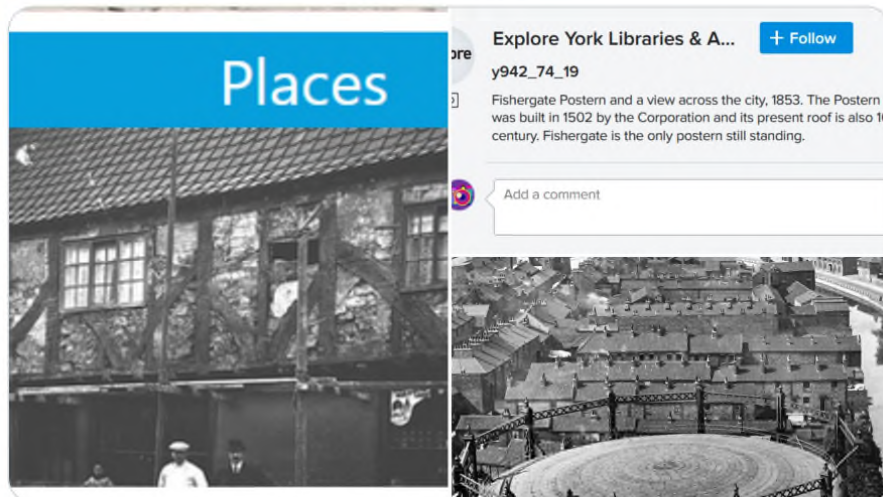 Places
ore
Explore York Libraries & A...
+ Follow
y942_74_19
Fishergate Postern and a view across the city, 1853. The Postern
was built in 1502 by the Corporation and its present roof is also 1
century. Fishergate is the only postern still standing.
Add a comment